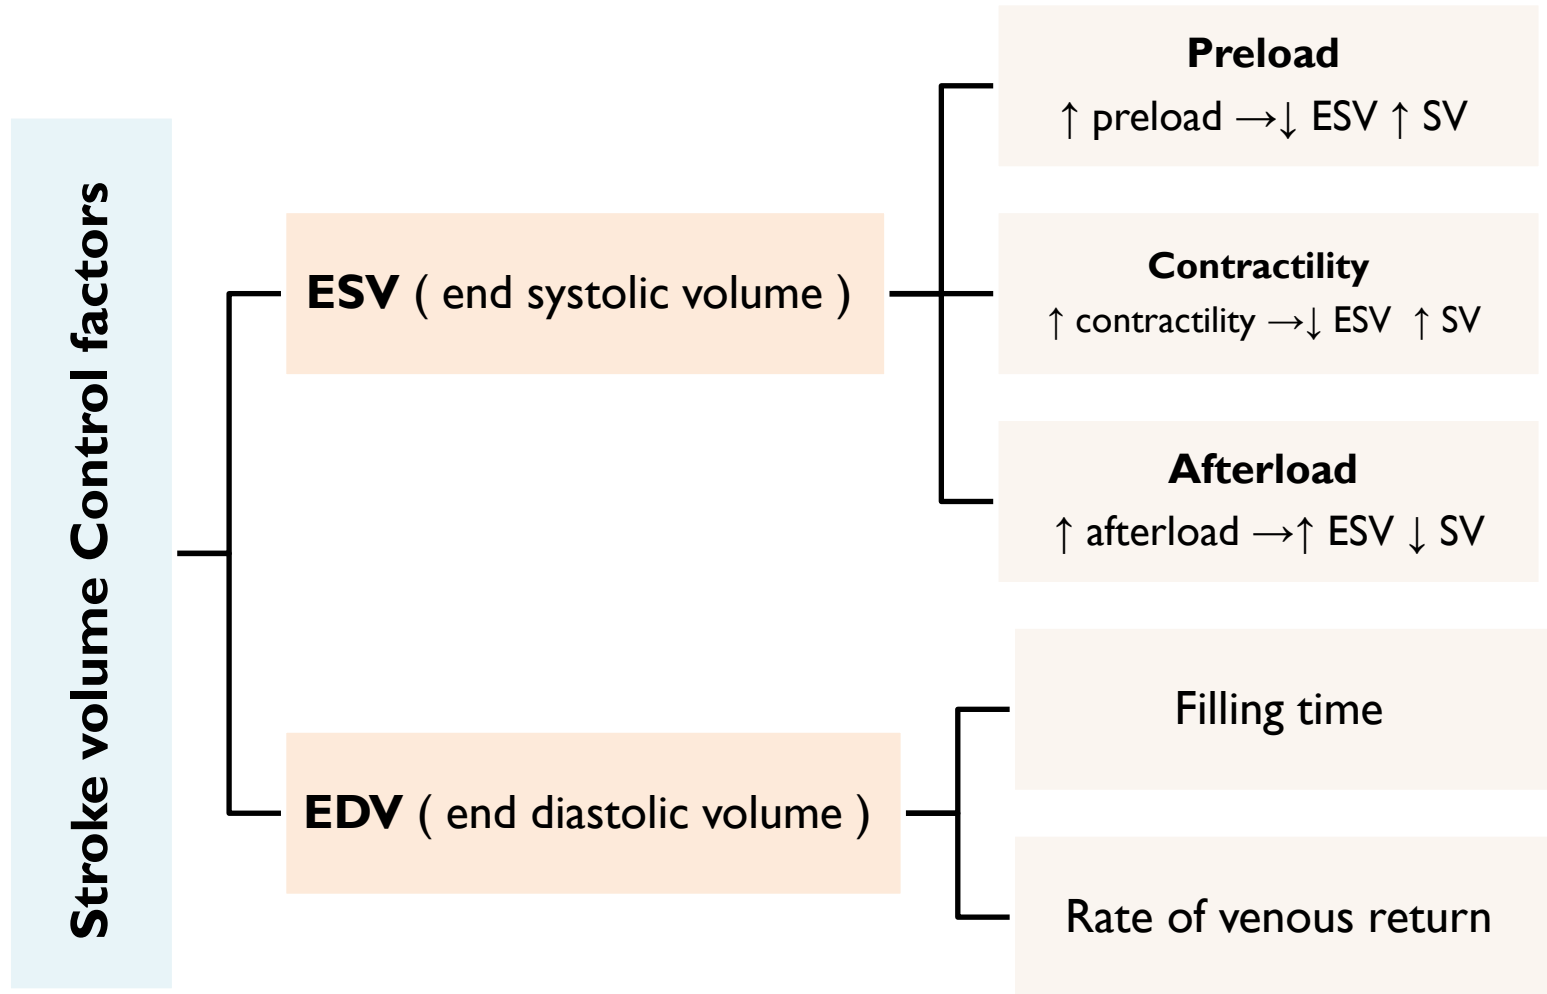 Stroke volume Control factors
ESV ( end systolic volume )
Preload
↑ preload →↓ ESV ↑ SV
Contractility
↑ contractility →↓ ESV ↑ SV
Afterload
↑ afterload →↑ ESV ↓ SV
EDV ( end diastolic volume )
Filling time
Rate of venous return